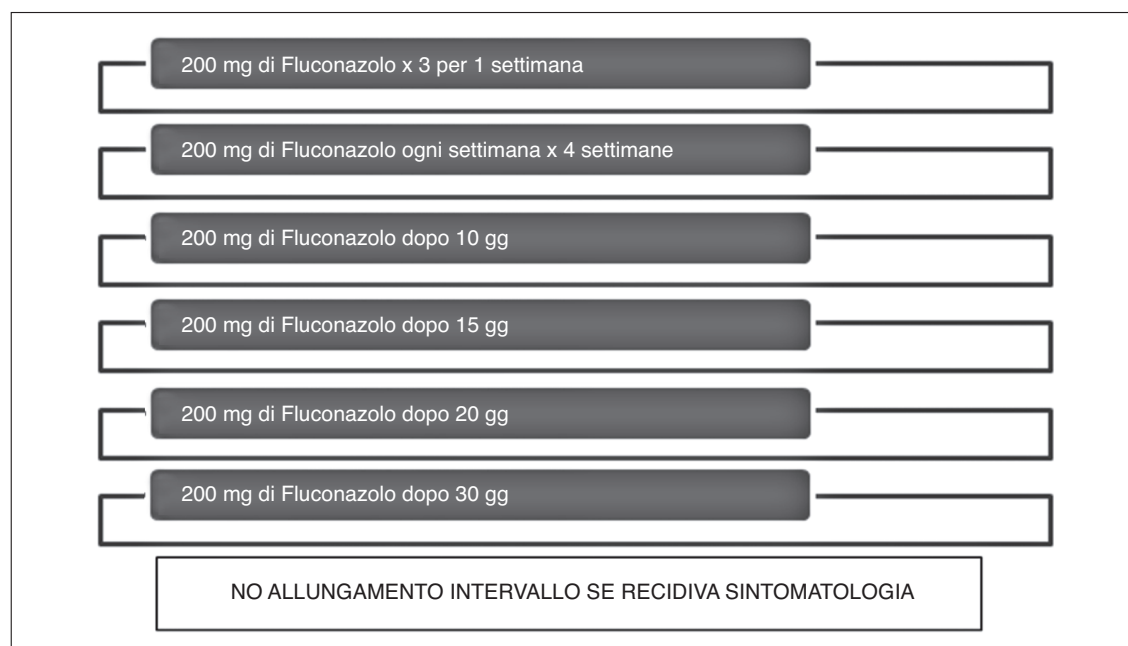 200 mg di Fluconazolo x 3 per 1 settimana
200 mg di Fluconazolo ogni settimana x 4 settimane
200 mg di Fluconazolo dopo 10 gg
200 mg di Fluconazolo dopo 15 gg
200 mg di Fluconazolo dopo 20 gg
200 mg di Fluconazolo dopo 30 gg
NO ALLUNGAMENTO INTERVALLO SE RECIDIVA SINTOMATOLOGIA